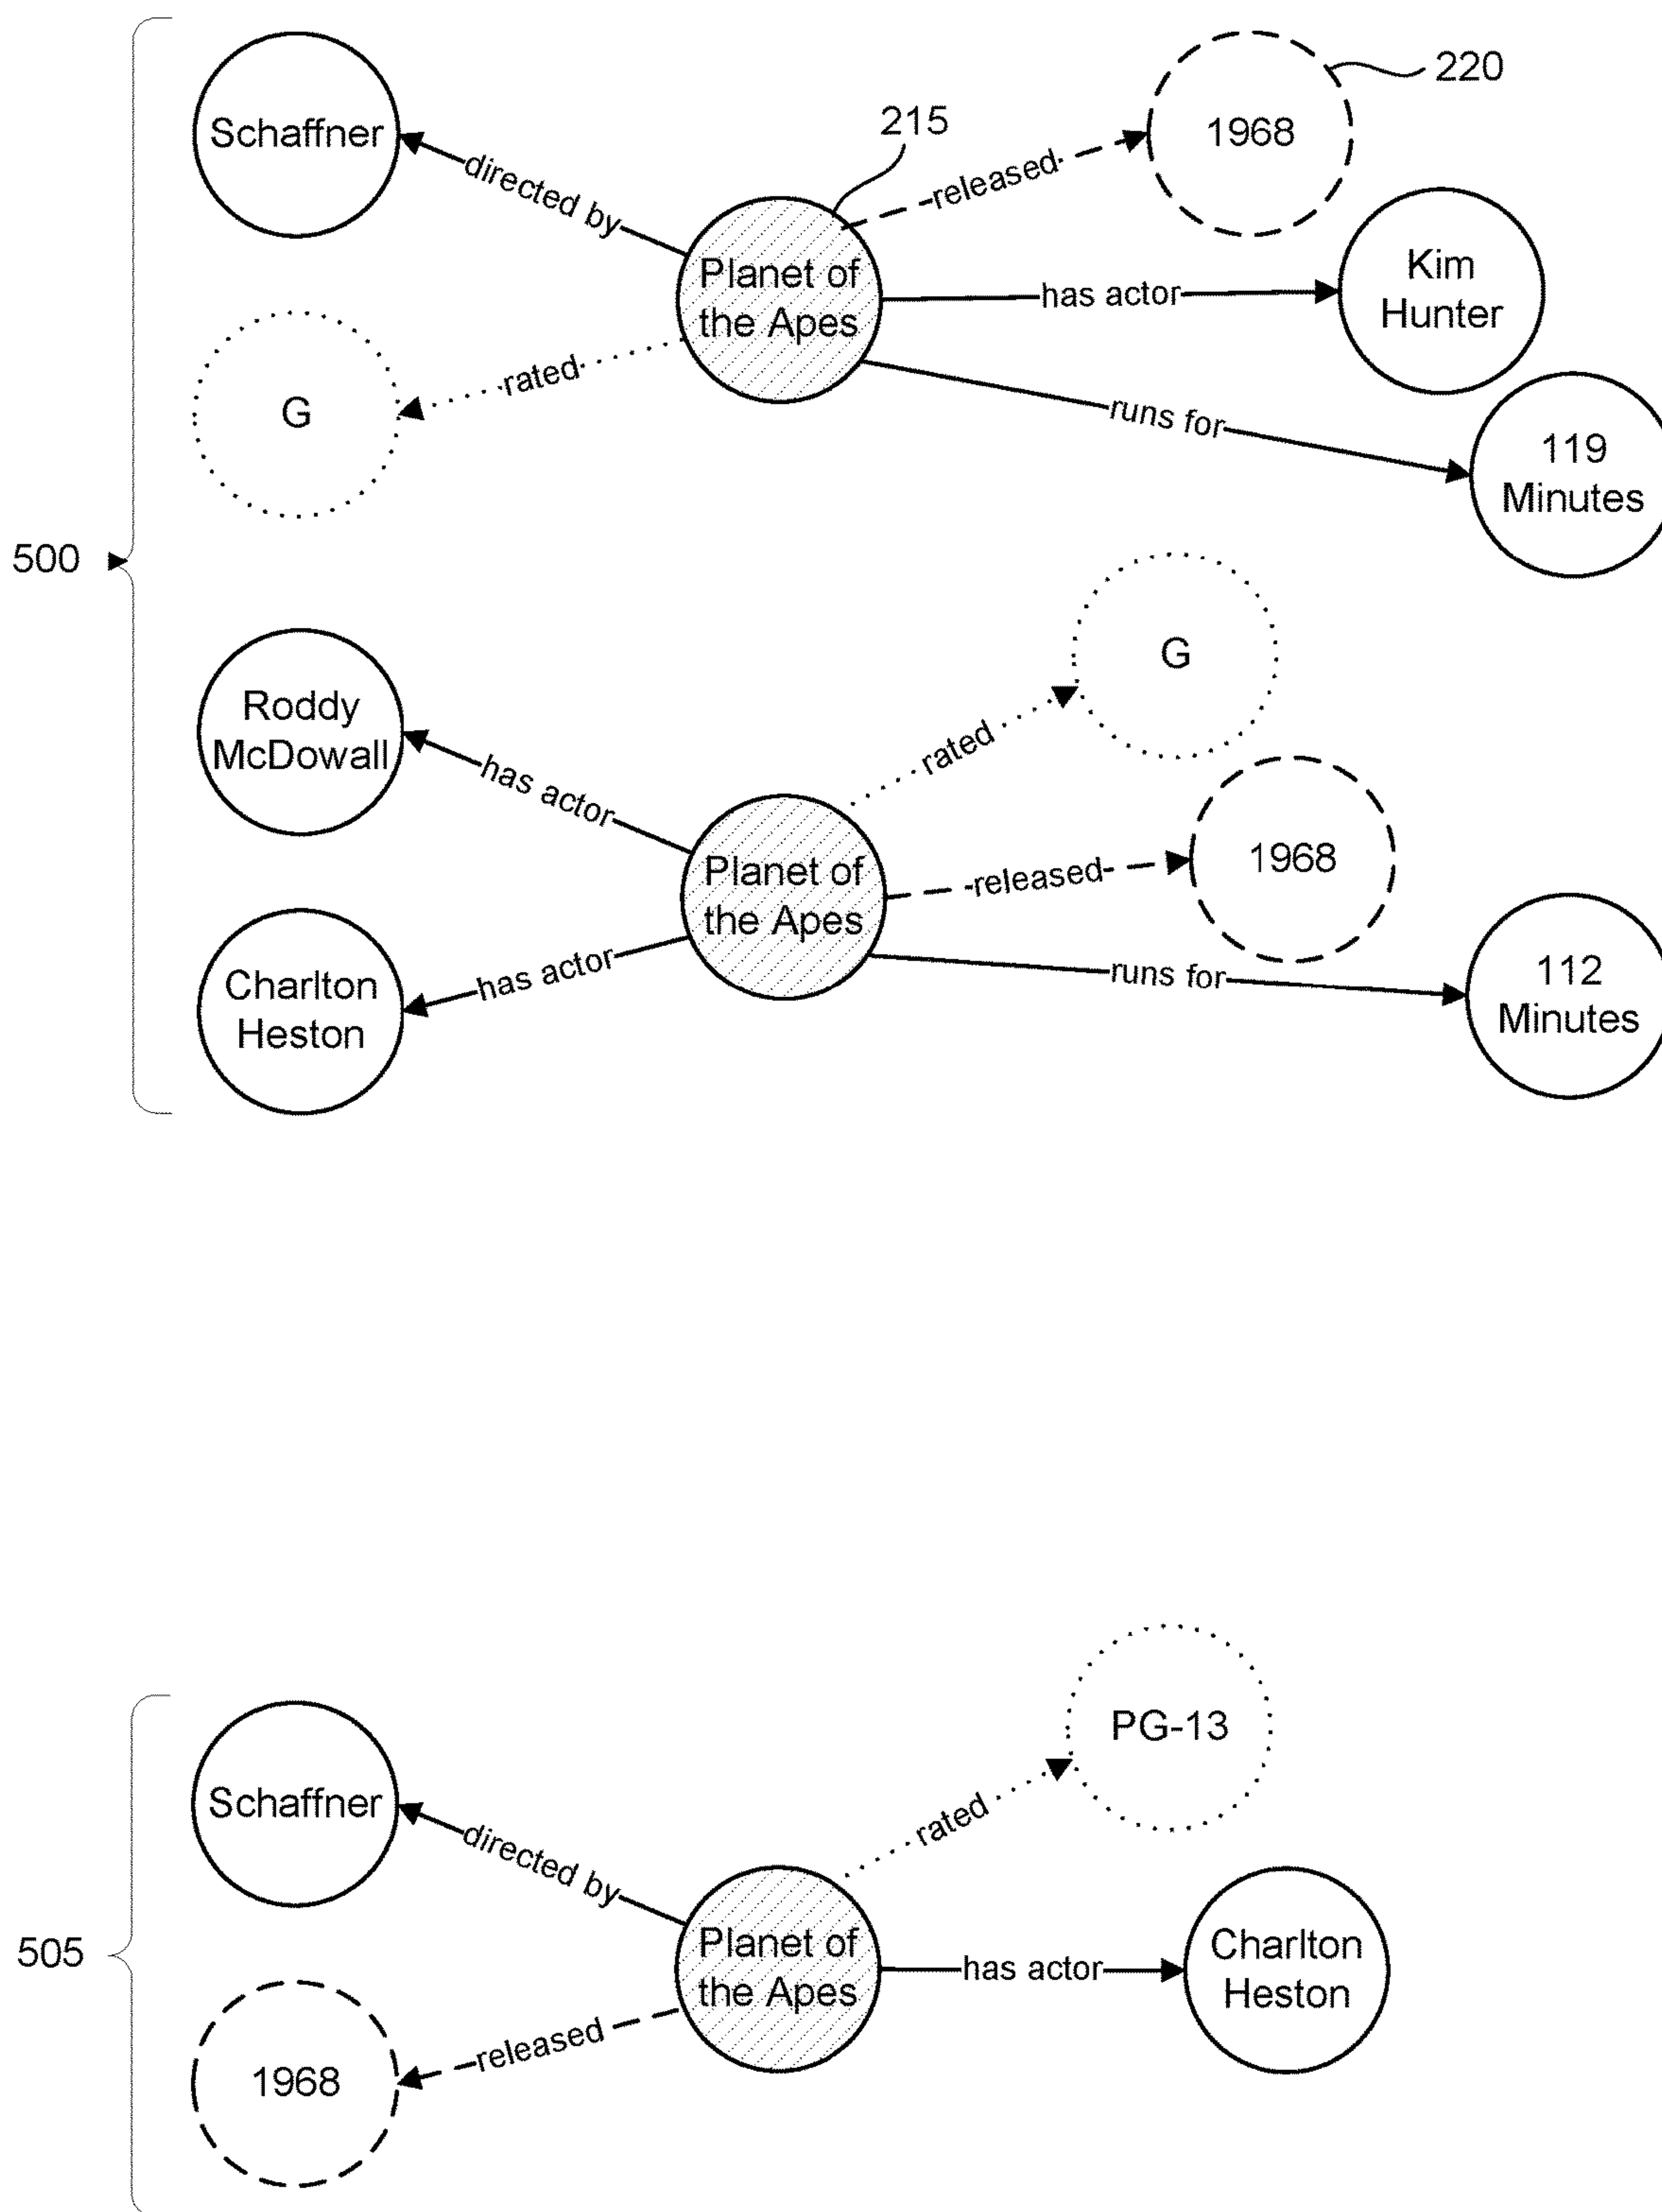 220
Schaffner
1968
215
directed by
released
Planet of
the Apes
has actor
Kim
Hunter
G
rated
runs for
119
Minutes
500
G
Roddy
McDowall
has actor
rated
Planet of
the Apes
released
1968
Charlton
Heston
has actor
runs for
112
Minutes
PG-13
Schaffner
directed by
rated
505
Planet of
the Apes
has actor
Charlton
Heston
1968
released